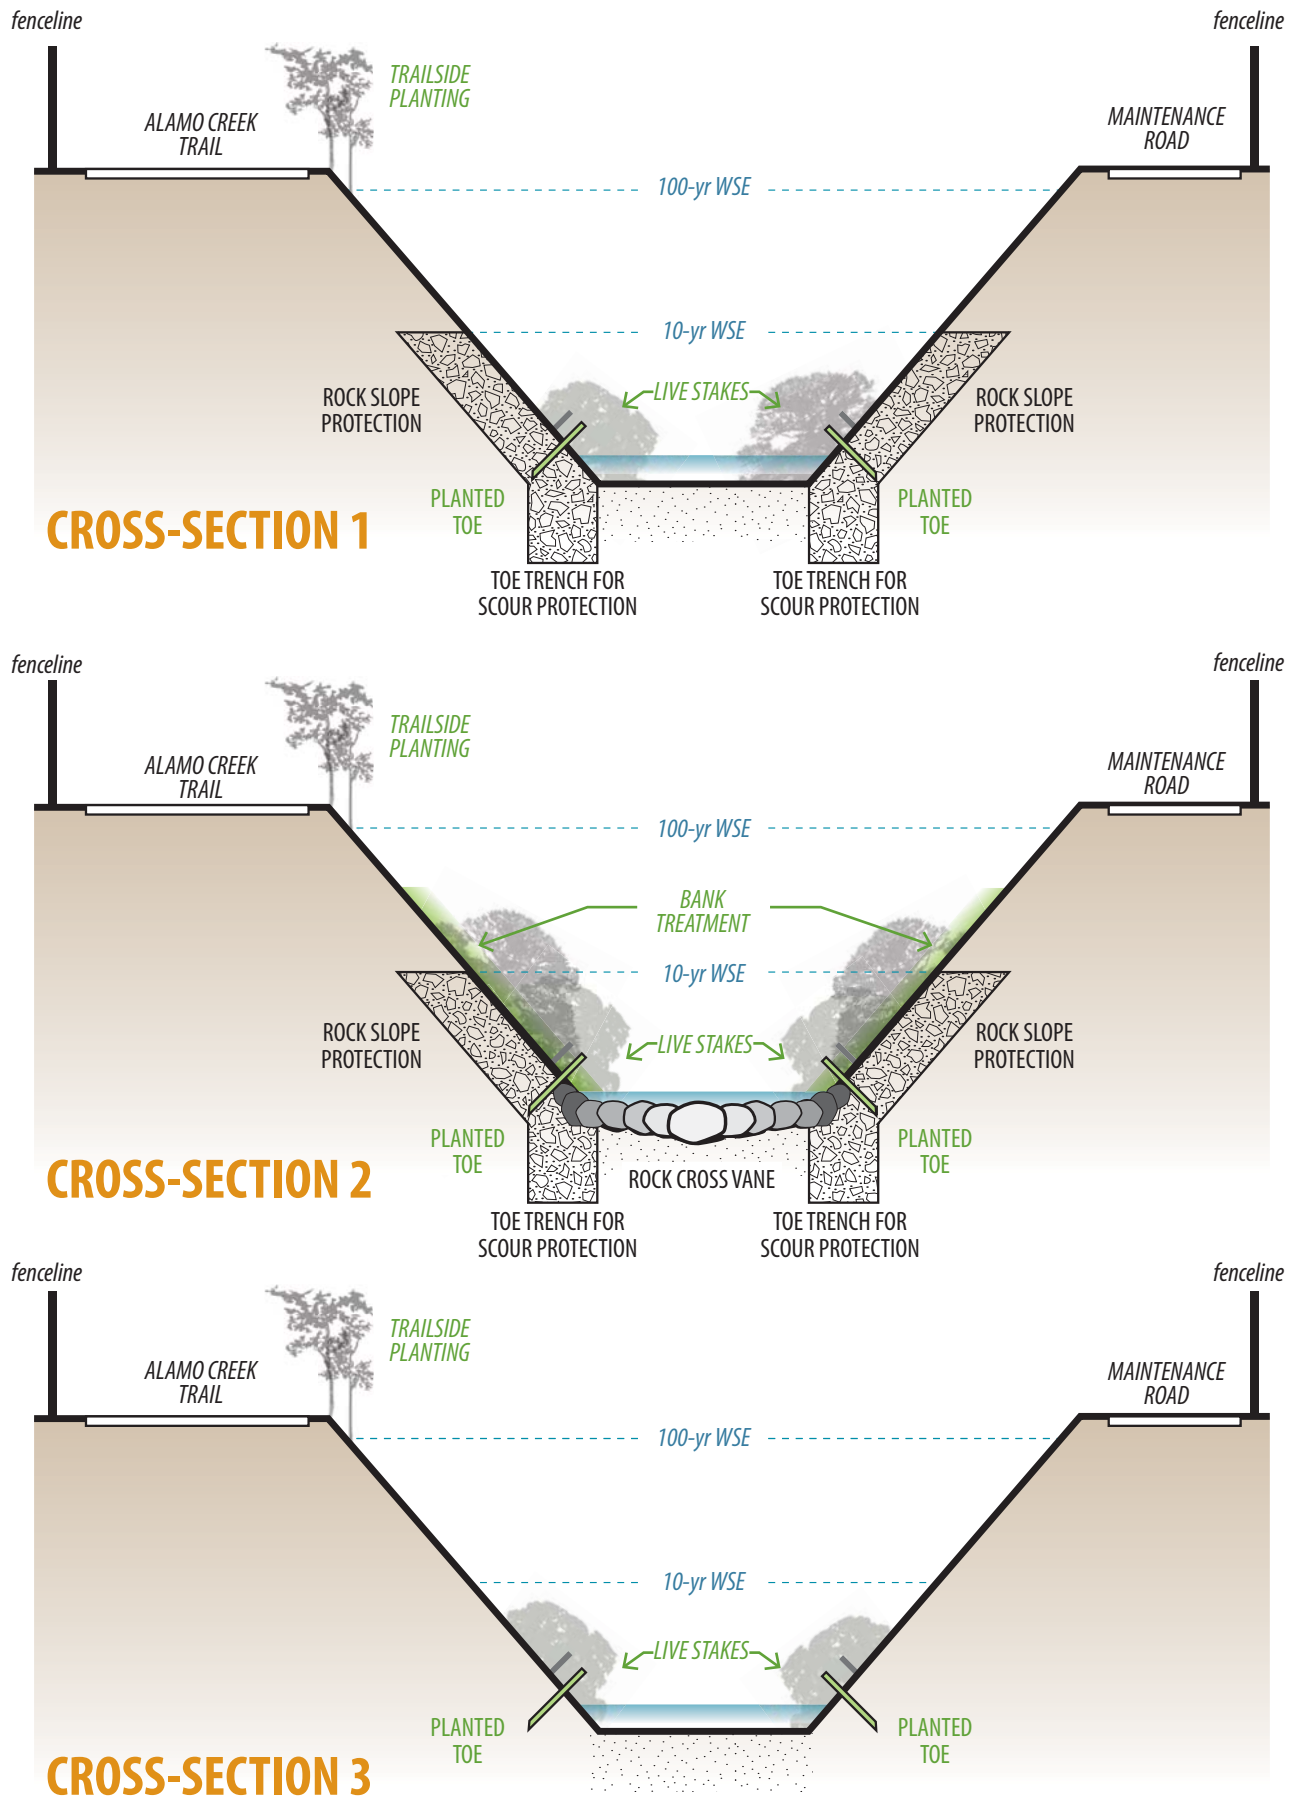 fenceline
fenceline
TRAILSIDE
PLANTING
ALAMO CREEK
TRAIL
MAINTENANCE
ROAD
100-yr WSE
10-yr WSE
LIVE STAKES
ROCK SLOPE
PROTECTION
ROCK SLOPE
PROTECTION
PLANTED
TOE
PLANTED
TOE
CROSS-SECTION 1
TOE TRENCH FOR
SCOUR PROTECTION
TOE TRENCH FOR
SCOUR PROTECTION
fenceline
fenceline
TRAILSIDE
PLANTING
ALAMO CREEK
TRAIL
MAINTENANCE
ROAD
100-yr WSE
BANK
TREATMENT
10-yr WSE
ROCK SLOPE
PROTECTION
LIVE STAKES
ROCK SLOPE
PROTECTION
PLANTED
TOE
PLANTED
TOE
CROSS-SECTION 2
ROCK CROSS VANE
TOE TRENCH FOR
SCOUR PROTECTION
TOE TRENCH FOR
SCOUR PROTECTION
fenceline
fenceline
TRAILSIDE
PLANTING
ALAMO CREEK
TRAIL
MAINTENANCE
ROAD
100-yr WSE
10-yr WSE
LIVE STAKES
PLANTED
TOE
PLANTED
TOE
CROSS-SECTION 3